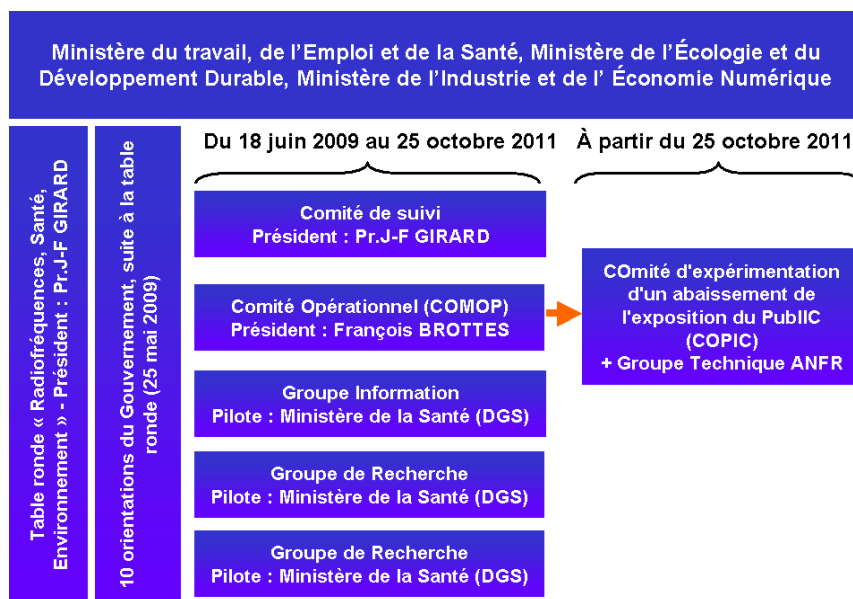 Ministère du travail, de l'Emploi et de la Santé, Ministère de l'Écologie et du
Développement Durable, Ministère de l'Industrie et de l' Économie Numérique
Table ronde « Radiofréquences, Santé,
Environnement » - Président : Pr.J-F GIRARD
10 orientations du Gouvernement, suite à la table
ronde (25 mai 2009)
Du 18 juin 2009 au 25 octobre 2011
Comité de suivi
Président : Pr.J-F GIRARD
Comité Opérationnel (COMOP)
Président : François BROTTES
Groupe Information
Pilote : Ministère de la Santé (DGS)
Groupe de Recherche
Pilote : Ministère de la Santé (DGS)
Groupe de Recherche
Pilote : Ministère de la Santé (DGS)
À partir du 25 octobre 2011
COmité d'expérimentation
d'un abaissement de
l'exposition du PublIC
(COPIC)
+ Groupe Technique ANFR